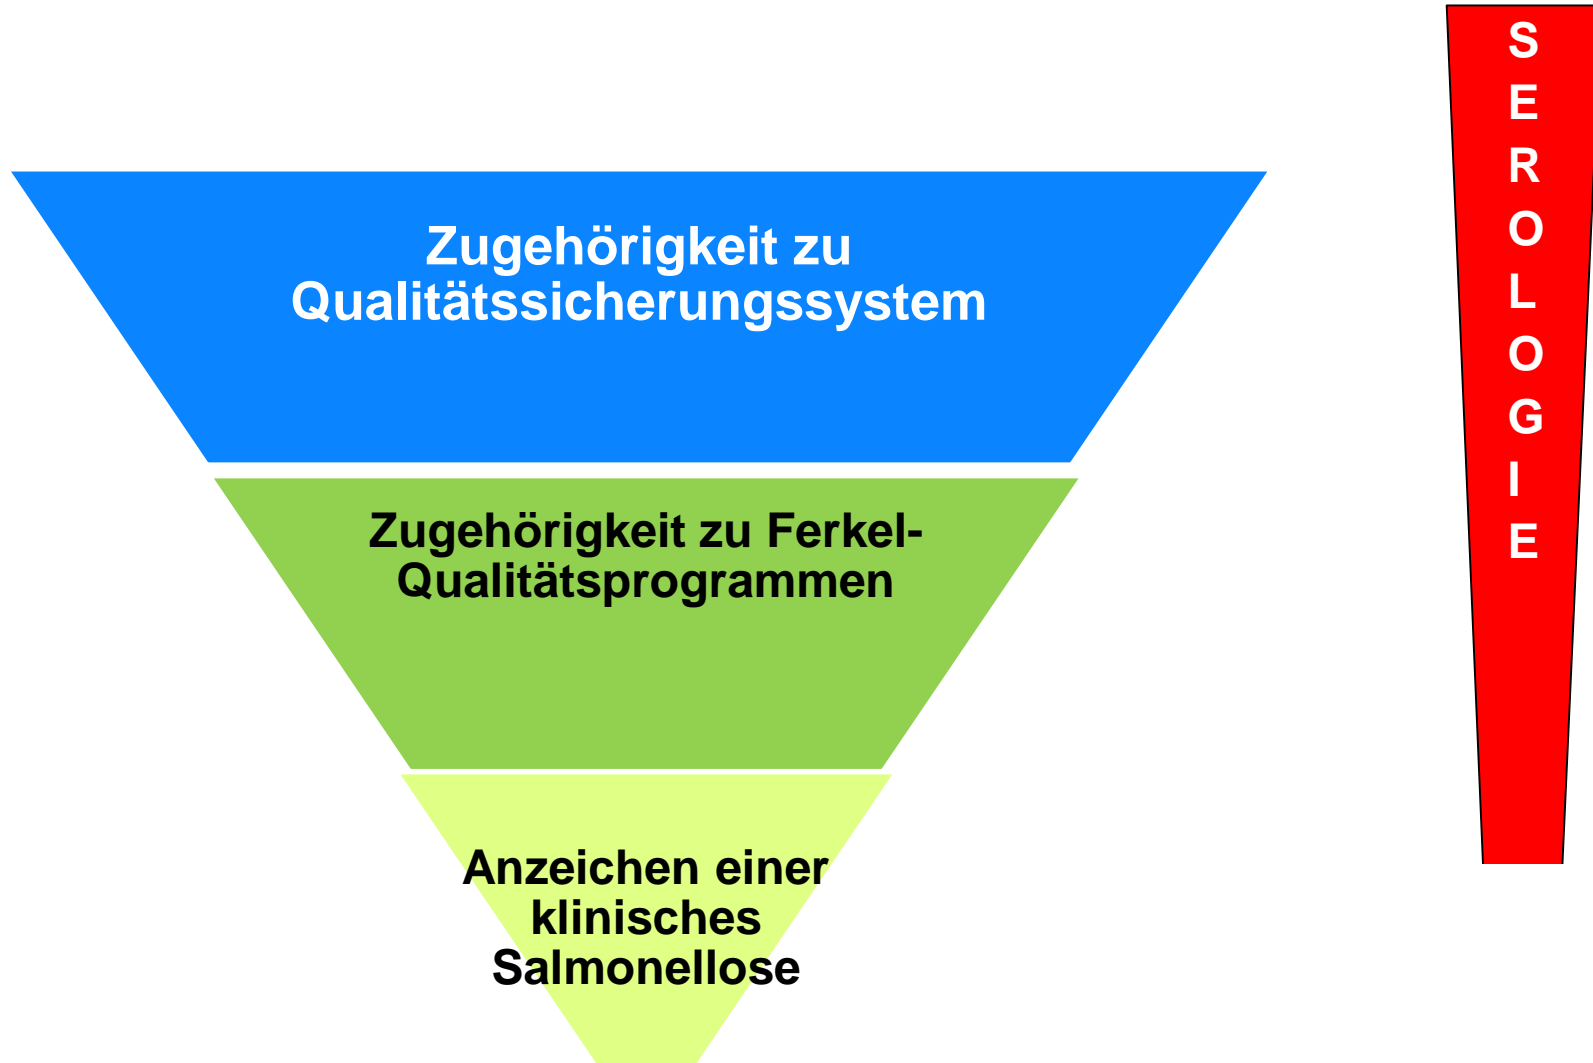 Zugehörigkeit zu
Qualitätssicherungssystem
Zugehörigkeit zu Ferkel-
Qualitätsprogrammen
Anzeichen einer
klinisches
Salmonellose
S
E
R
O
L
O
G
I
E